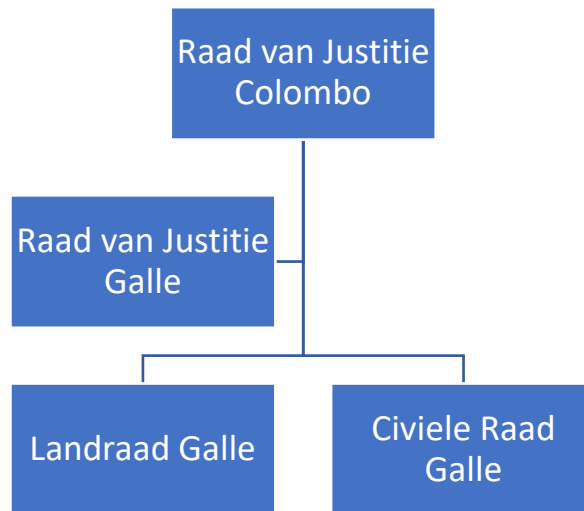 Raad van Justitie
Colombo
Raad van Justitie
Galle
Landraad Galle
Civiele Raad
Galle